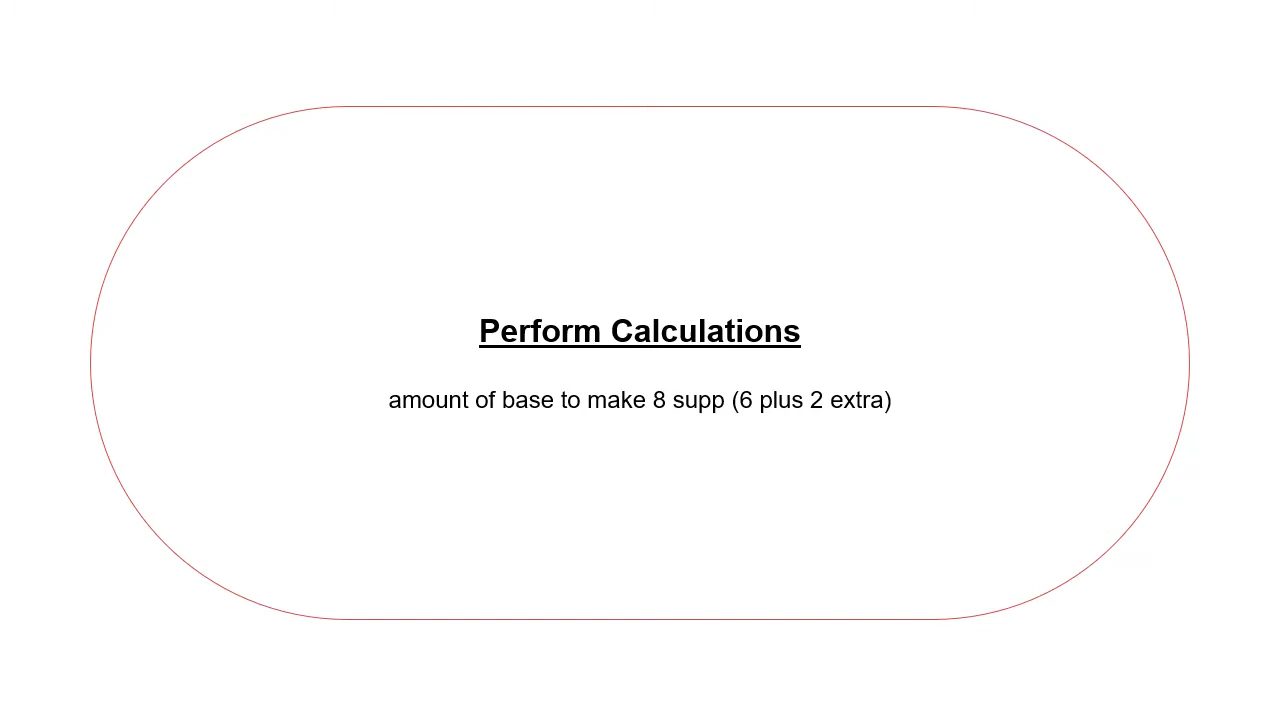 Perform Calculations
amount of base to make 8 supp (6 plus 2 extra)